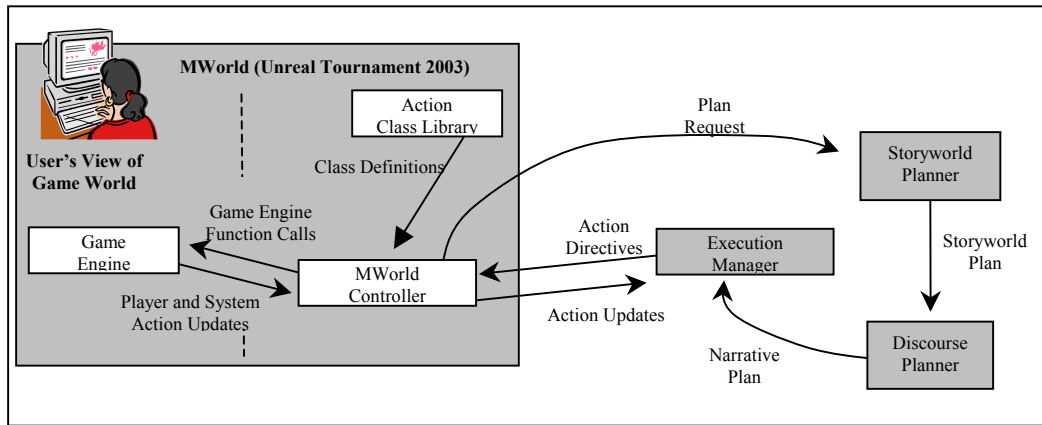 MWorld (Unreal Tournament 2003)
User's View of
Game World
Action
Class Library
Class Definitions
Game Engine
Function Calls
Game
Engine
MWorld
Controller
Player and System
Action Updates
Plan
Request
Storyworld
Planner
Storyworld
Plan
Action
Directives
Execution
Manager
Action Updates
Narrative
Plan
Discourse
Planner